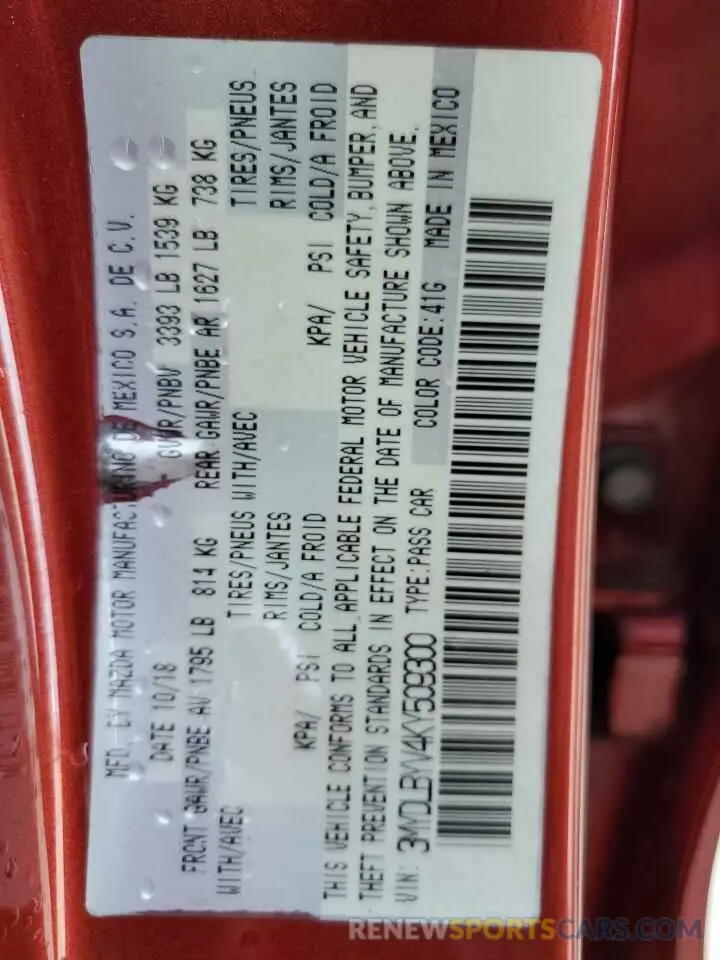 MFD. BY MAZDA MOTOR MANUFACTURING DE MEXICO S.A. DE C.V.
DATE 10/18 GVWR/PNBV 3393 LB 1539 KG
FRONT GAWR/PNBE AV 1795 LB 814 KG REAR GAWR/PNBE AR 1627 LB 738 KG
WITH/AVEC TIRES/PNEUS WITH/AVEC TIRES/PNEUS
RIMS/JANTES RIMS/JANTES
KPA/ PSI COLD/A FROID KPA/ PSI COLD/A FROID
THIS VEHICLE CONFORMS TO ALL APPLICABLE FEDERAL MOTOR VEHICLE SAFETY, BUMPER, AND
THEFT PREVENTION STANDARDS IN EFFECT ON THE DATE OF MANUFACTURE SHOWN ABOVE.
VIN: 3MYDLBYV4KY509300 TYPE:PASS CAR COLOR CODE:41G MADE IN MEXICO
RENEWSPORTSCARS.COM